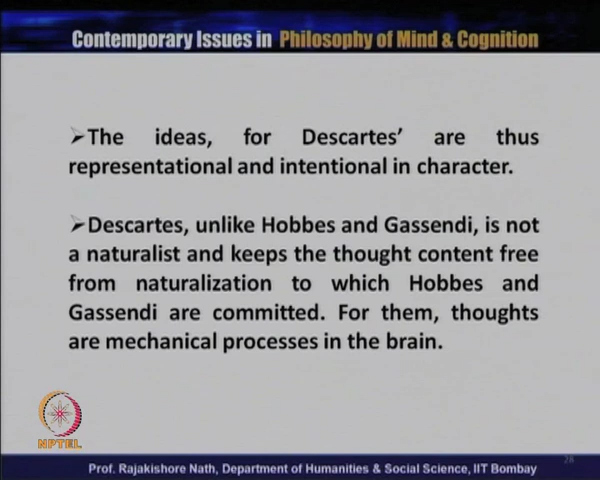 Contemporary Issues in Philosophy of Mind & Cognition
➢The ideas, for Descartes’ are thus
representational and intentional in character.
➢Descartes, unlike Hobbes and Gassendi, is not
a naturalist and keeps the thought content free
from naturalization to which Hobbes and
Gassendi are committed. For them, thoughts
are mechanical processes in the brain.
NPTEL
28
Prof. Rajakishore Nath, Department of Humanities & Social Science, IIT Bombay